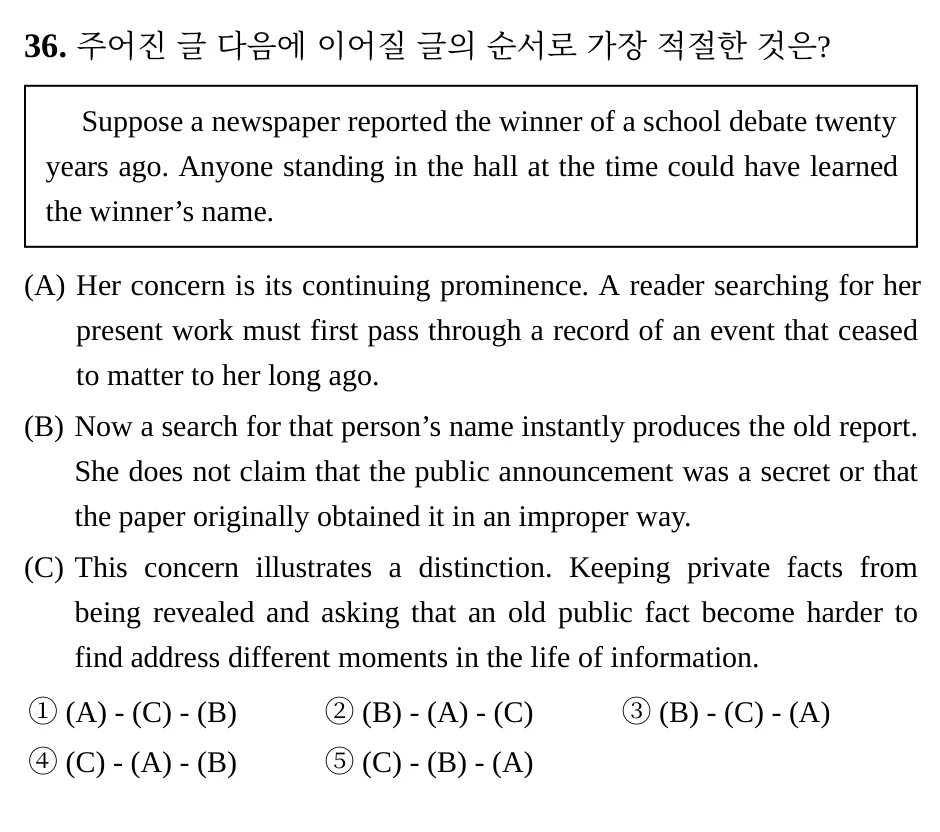 36. 주어진 글 다음에 이어질 글의 순서로 가장 적절한 것은?
Suppose a newspaper reported the winner of a school debate twenty
years ago. Anyone standing in the hall at the time could have learned
the winner’s name.
(A) Her concern is its continuing prominence. A reader searching for her
present work must first pass through a record of an event that ceased
to matter to her long ago.
(B) Now a search for that person’s name instantly produces the old report.
She does not claim that the public announcement was a secret or that
the paper originally obtained it in an improper way.
(C) This concern illustrates a distinction. Keeping private facts from
being revealed and asking that an old public fact become harder to
find address different moments in the life of information.
① (A) - (C) - (B) ② (B) - (A) - (C) ③ (B) - (C) - (A)
④ (C) - (A) - (B) ⑤ (C) - (B) - (A)